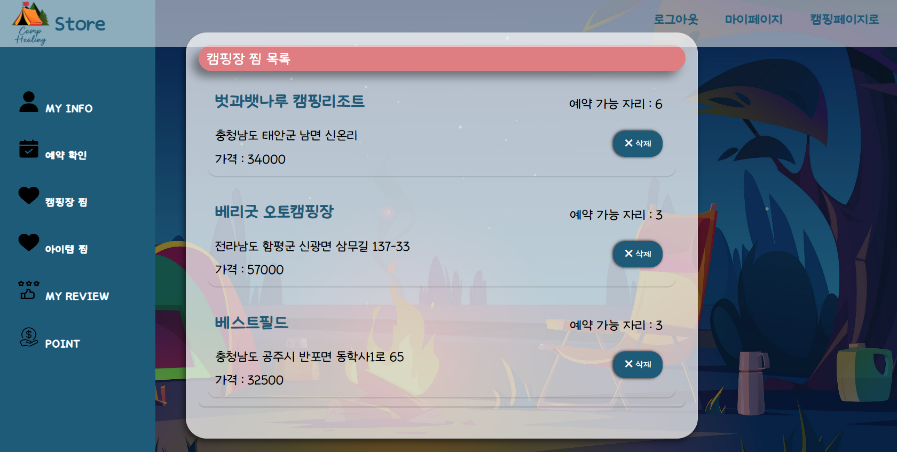 Camp Healing
Store
로그아웃 마이페이지 캠핑페이지로
MY INFO
예약 확인
캠핑장 찜
아이템 찜
MY REVIEW
POINT
캠핑장 찜 목록
벗과뱃나루 캠핑리조트
예약 가능 자리 : 6
충청남도 태안군 남면 신온리
가격 : 34000
삭제
베리굿 오토캠핑장
예약 가능 자리 : 3
전라남도 함평군 신광면 삼무길 137-33
가격 : 57000
삭제
베스트필드
예약 가능 자리 : 3
충청남도 공주시 반포면 동학사1로 65
가격 : 32500
삭제